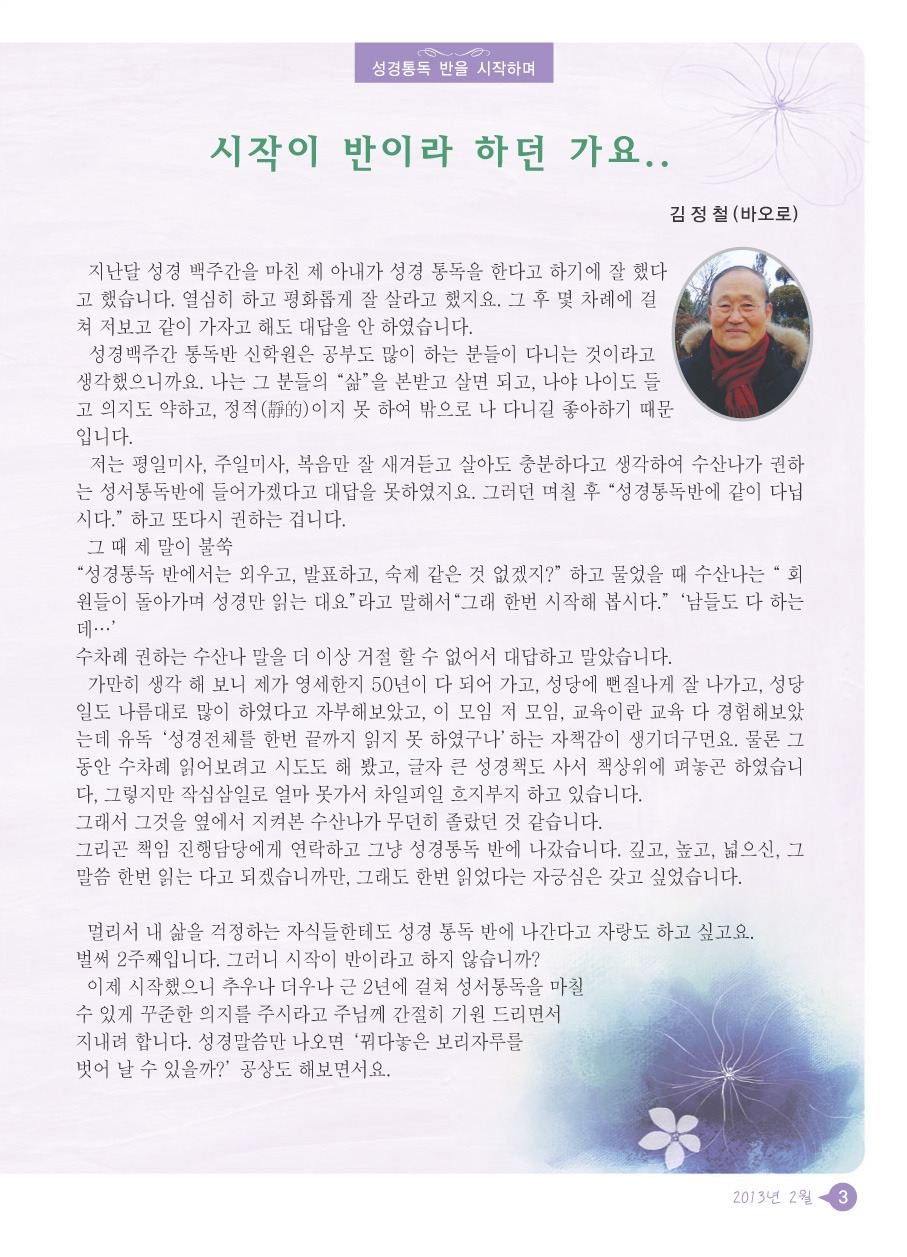 성경통독 반을 시작하며
시작이 반이라 하던 가요..
김 정 철 (바오로)
지난달 성경 백주간을 마친 제 아내가 성경 통독을 한다고 하기에 잘 했다
고 했습니다. 열심히 하고 평화롭게 잘 살라고 했지요. 그 후 몇 차례에 걸
쳐 저보고 같이 가자고 해도 대답을 안 하였습니다.
성경백주간 통독반 신학원은 공부도 많이 하는 분들이 다니는 것이라고
생각했으니까요. 나는 그 분들의 “삶”을 본받고 살면 되고, 나야 나이도 들
고 의지도 약하고, 정적(靜的)이지 못 하여 밖으로 나 다니길 좋아하기 때문
입니다.
저는 평일미사, 주일미사, 복음만 잘 새겨듣고 살아도 충분하다고 생각하여 수산나가 권하
는 성서통독반에 들어가겠다고 대답을 못하였지요. 그러던 며칠 후 “성경통독반에 같이 다닙
시다.” 하고 또다시 권하는 겁니다.
그 때 제 말이 불쑥
“성경통독 반에서는 외우고, 발표하고, 숙제 같은 것 없겠지?” 하고 물었을 때 수산나는 “ 회
원들이 돌아가며 성경만 읽는 대요”라고 말해서“그래 한번 시작해 봅시다.” ‘남들도 다 하는
데…’
수차례 권하는 수산나 말을 더 이상 거절 할 수 없어서 대답하고 말았습니다.
가만히 생각 해 보니 제가 영세한지 50년이 다 되어 가고, 성당에 뻔질나게 잘 나가고, 성당
일도 나름대로 많이 하였다고 자부해보았고, 이 모임 저 모임, 교육이란 교육 다 경험해보았
는데 유독 ‘성경전체를 한번 끝까지 읽지 못 하였구나’하는 자책감이 생기더구먼요. 물론 그
동안 수차례 읽어보려고 시도도 해 봤고, 글자 큰 성경책도 사서 책상위에 펴놓곤 하였습니
다, 그렇지만 작심삼일로 얼마 못가서 차일피일 흐지부지 하고 있습니다.
그래서 그것을 옆에서 지켜본 수산나가 무던히 졸랐던 것 같습니다.
그리곤 책임 진행담당에게 연락하고 그냥 성경통독 반에 나갔습니다. 깊고, 높고, 넓으신, 그
말씀 한번 읽는 다고 되겠습니까만, 그래도 한번 읽었다는 자긍심은 갖고 싶었습니다.
멀리서 내 삶을 걱정하는 자식들한테도 성경 통독 반에 나간다고 자랑도 하고 싶고요.
벌써 2주째입니다. 그러니 시작이 반이라고 하지 않습니까?
이제 시작했으니 추우나 더우나 근 2년에 걸쳐 성서통독을 마칠
수 있게 꾸준한 의지를 주시라고 주님께 간절히 기원 드리면서
지내려 합니다. 성경말씀만 나오면 ‘꿔다놓은 보리자루를
벗어 날 수 있을까?’ 공상도 해보면서요.
2013년 2월 3